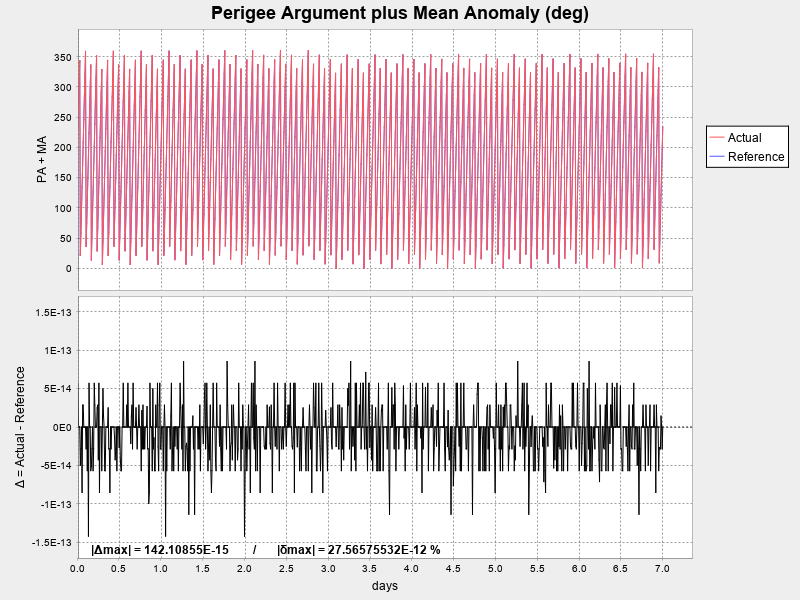 Perigee Argument plus Mean Anomaly (deg)
350
300
250
200
150
100
50
0
PA + MA
Actual
Reference
1.5E-13
1E-13
5E-14
0E0
-5E-14
-1E-13
-1.5E-13
Δ = Actual - Reference
|Δmax| = 142.10855E-15 / |δmax| = 27.56575532E-12 %
0.0 0.5 1.0 1.5 2.0 2.5 3.0 3.5 4.0 4.5 5.0 5.5 6.0 6.5 7.0
days